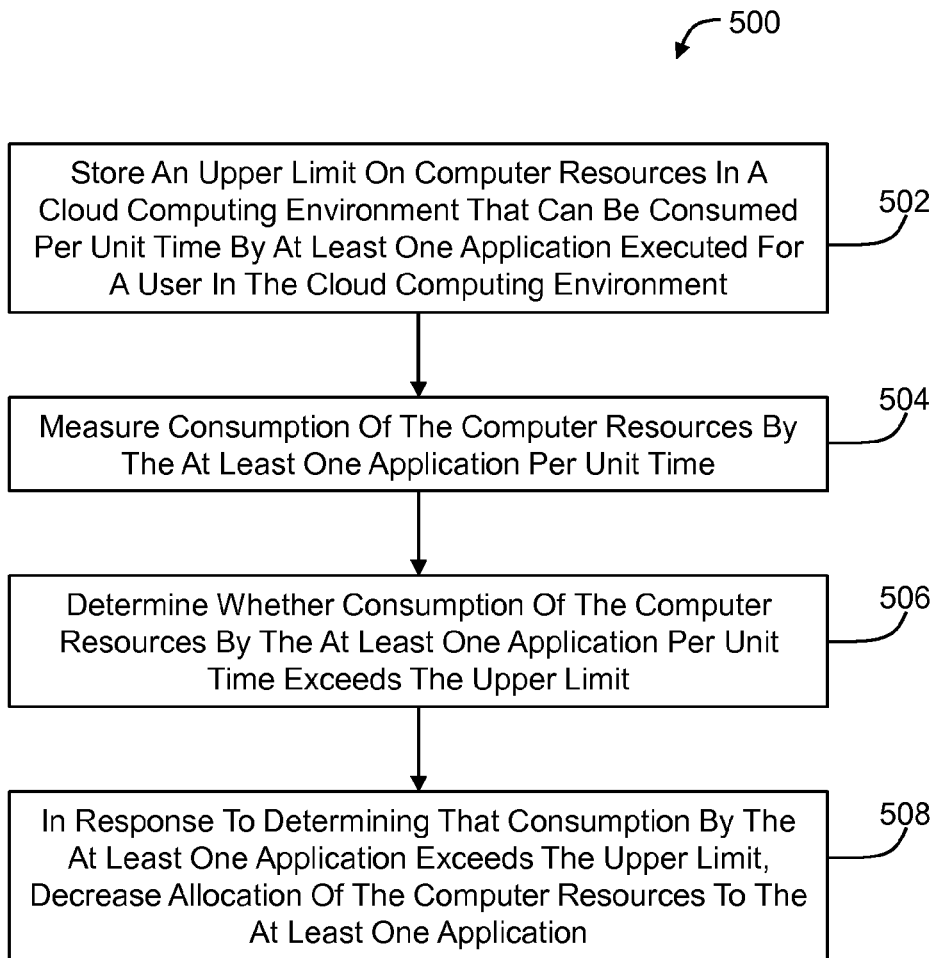 500
Store An Upper Limit On Computer Resources In A
Cloud Computing Environment That Can Be Consumed
Per Unit Time By At Least One Application Executed For
A User In The Cloud Computing Environment
502
Measure Consumption Of The Computer Resources By
The At Least One Application Per Unit Time
504
Determine Whether Consumption Of The Computer
Resources By The At Least One Application Per Unit
Time Exceeds The Upper Limit
506
In Response To Determining That Consumption By The
At Least One Application Exceeds The Upper Limit,
Decrease Allocation Of The Computer Resources To The
At Least One Application
508